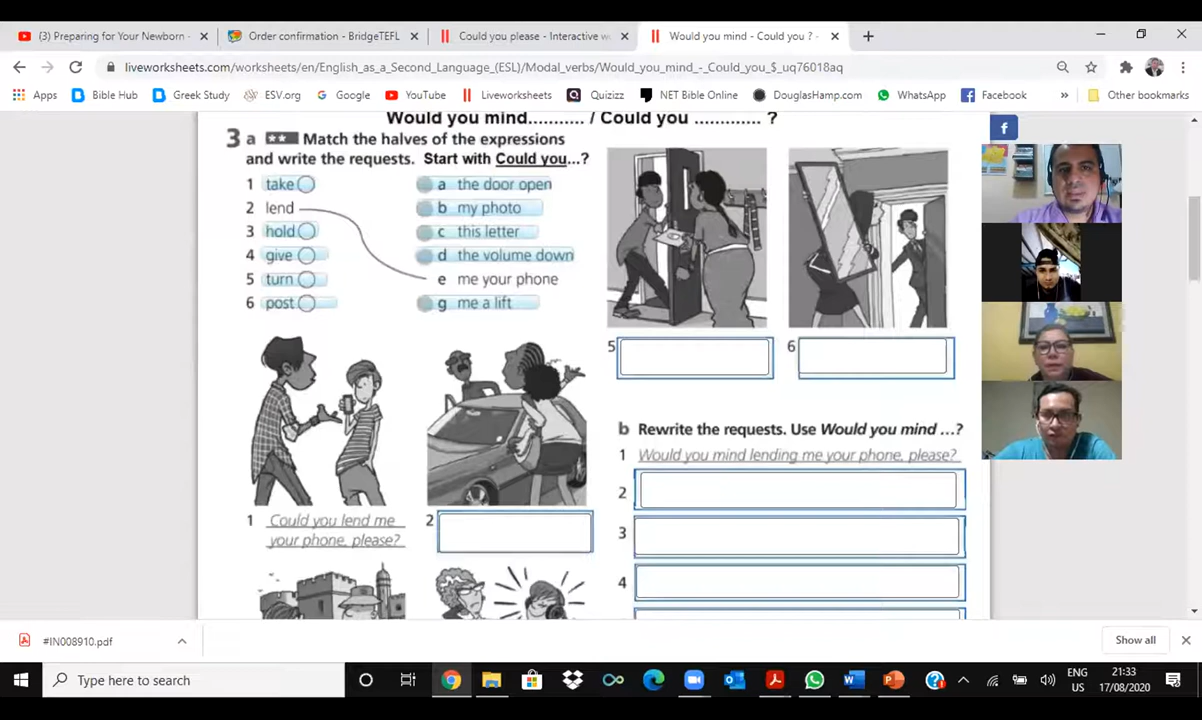 (3) Preparing for Your Newborn -
Order confirmation - BridgeTEFL
Could you please - Interactive w
Would you mind - Could you ? -
liveworksheets.com/worksheets/en/English_as_a_Second_Language_(ESL)/Modal_verbs/Would_you_mind_-_Could_you_$_uq76018aq
Apps
Bible Hub
Greek Study
ESV.org
Google
YouTube
Liveworksheets
Quizizz
NET Bible Online
DouglasHamp.com
WhatsApp
Facebook
»
Other bookmarks
Would you mind.......... / Could you ............ ?
3 a ★★ Match the halves of the expressions
and write the requests. Start with Could you...?
1 take
2 lend
3 hold
4 give
5 turn
6 post
a the door open
b my photo
c this letter
d the volume down
e me your phone
g me a lift
1 Could you lend me
your phone, please?
2
5
6
b Rewrite the requests. Use Would you mind ...?
1 Would you mind lending me your phone, please?
2
3
4
#IN008910.pdf
Show all
Type here to search
ENG
US
21:33
17/08/2020